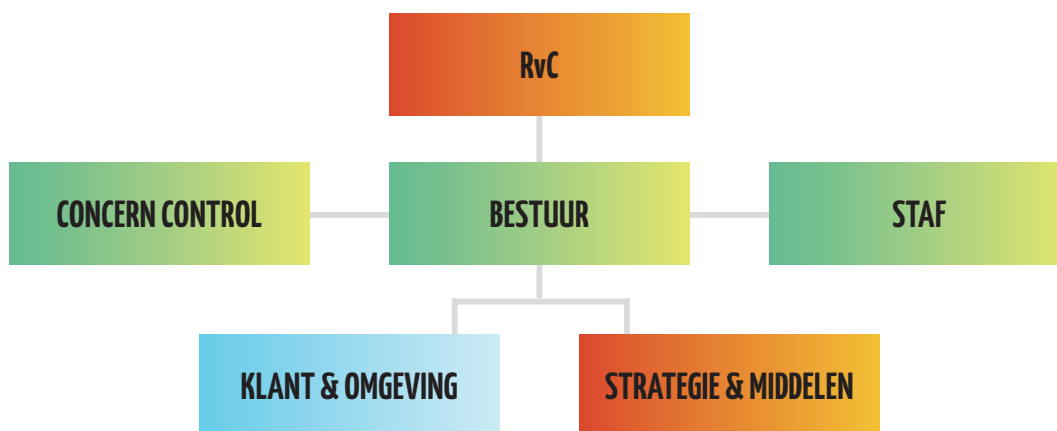 RvC
CONCERN CONTROL
BESTUUR
STAF
KLANT & OMGEVING
STRATEGIE & MIDDELEN